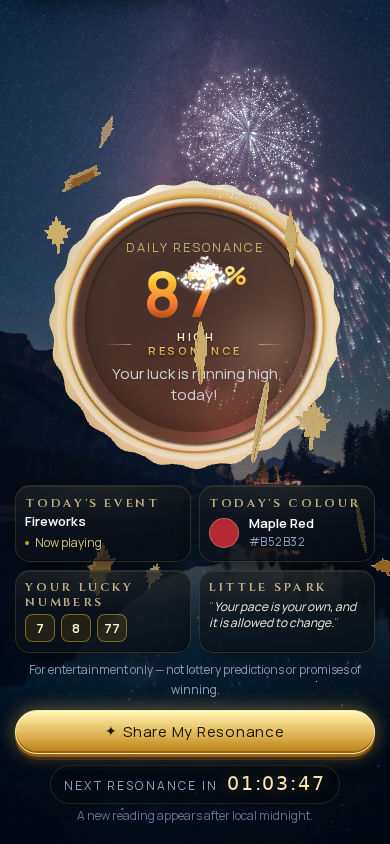 DAILY RESONANCE
87%
HIGH
RESONANCE
Your luck is running high
today!
TODAY'S EVENT
Fireworks
• Now playing
TODAY'S COLOUR
Maple Red
#B52B32
YOUR LUCKY
NUMBERS
7 8 77
LITTLE SPARK
"Your pace is your own, and
it is allowed to change."
For entertainment only — not lottery predictions or promises of
winning.
✦ Share My Resonance
NEXT RESONANCE IN 01:03:47
A new reading appears after local midnight.